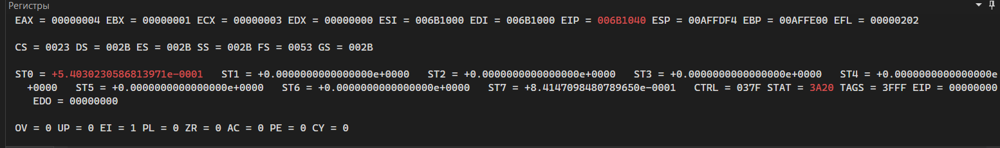 Регистры
EAX = 00000004 EBX = 00000001 ECX = 00000003 EDX = 00000000 ESI = 006B1000 EDI = 006B1000 EIP = 006B1040 ESP = 00AFFDF4 EBP = 00AFFE00 EFL = 00000202
CS = 0023 DS = 002B ES = 002B SS = 002B FS = 0053 GS = 002B
ST0 = +5.4030230586813971e-0001 ST1 = +0.0000000000000000e+0000 ST2 = +0.0000000000000000e+0000 ST3 = +0.0000000000000000e+0000 ST4 = +0.0000000000000000e
+0000 ST5 = +0.0000000000000000e+0000 ST6 = +0.0000000000000000e+0000 ST7 = +8.4147098480789650e-0001 CTRL = 037F STAT = 3A20 TAGS = 3FFF EIP = 00000000
EDO = 00000000
OV = 0 UP = 0 EI = 1 PL = 0 ZR = 0 AC = 0 PE = 0 CY = 0